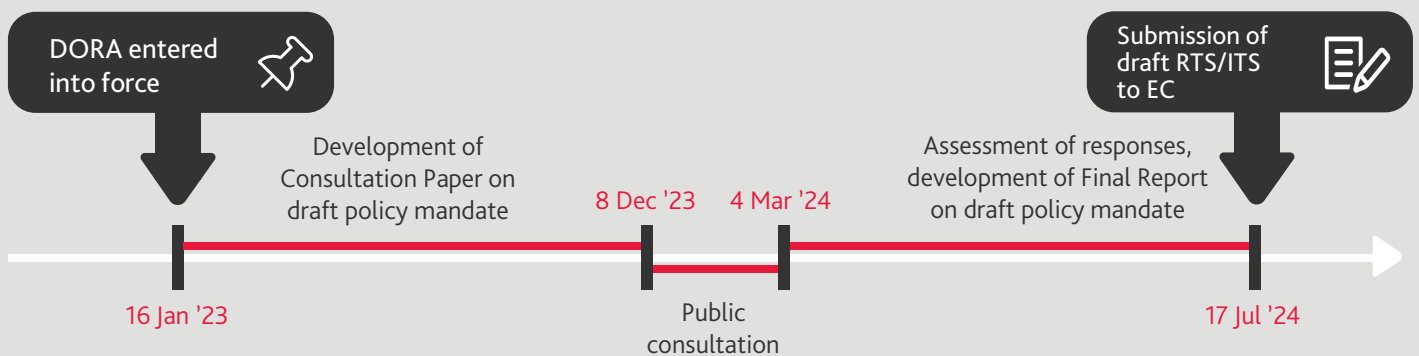 DORA entered
into force
Submission of
draft RTS/ITS
to EC
Development of
Consultation Paper on
draft policy mandate
Assessment of responses,
development of Final Report
on draft policy mandate
8 Dec ’23
4 Mar ’24
16 Jan ’23
Public
consultation
17 Jul ’24